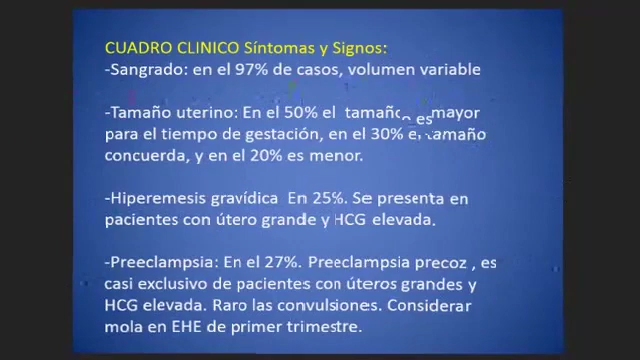 CUADRO CLINICO Síntomas y Signos:
-Sangrado: en el 97% de casos, volumen variable
-Tamaño uterino: En el 50% el tamaño es mayor
para el tiempo de gestación, en el 30% el tamaño
concuerda, y en el 20% es menor.
-Hiperemesis gravídica En 25%. Se presenta en
pacientes con útero grande y HCG elevada.
-Preeclampsia: En el 27%. Preeclampsia precoz , es
casi exclusivo de pacientes con úteros grandes y
HCG elevada. Raro las convulsiones. Considerar
mola en EHE de primer trimestre.